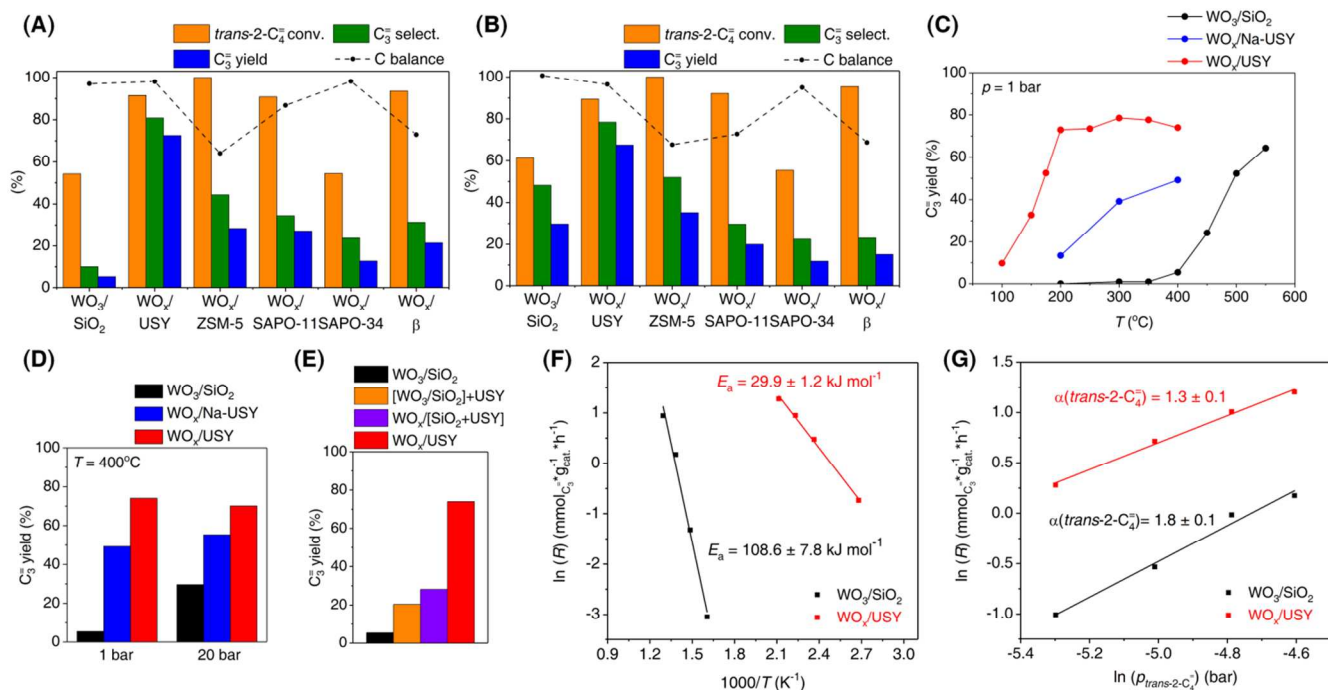 (A)
trans-2-C₄⁼ conv.
C₃⁼ select.
C₃⁼ yield
C balance
100
80
60
40
20
0
(%)
WO₃/ WOₓ/ WOₓ/ WOₓ/ WOₓ/ WOₓ/
SiO₂ USY ZSM-5 SAPO-11 SAPO-34 β
(B)
trans-2-C₄⁼ conv.
C₃⁼ select.
C₃⁼ yield
C balance
100
80
60
40
20
0
(%)
WO₃/ WOₓ/ WOₓ/ WOₓ/ WOₓ/ WOₓ/
SiO₂ USY ZSM-5 SAPO-11 SAPO-34 β
(C)
WO₃/SiO₂
WOₓ/Na-USY
WOₓ/USY
p = 1 bar
100
80
60
40
20
0
C₃⁼ yield (%)
100 200 300 400 500 600
T (°C)
(D)
WO₃/SiO₂
WOₓ/Na-USY
WOₓ/USY
T = 400°C
100
80
60
40
20
0
C₃⁼ yield (%)
1 bar 20 bar
(E)
WO₃/SiO₂
[WO₃/SiO₂]+USY
WOₓ/[SiO₂+USY]
WOₓ/USY
100
80
60
40
20
0
C₃⁼ yield (%)
(F)
Eₐ = 29.9 ± 1.2 kJ mol⁻¹
Eₐ = 108.6 ± 7.8 kJ mol⁻¹
WO₃/SiO₂
WOₓ/USY
2
1
0
-1
-2
-3
ln (R) (mmol_C₃⁼*g_cat.⁻¹*h⁻¹)
0.9 1.2 1.5 1.8 2.1 2.4 2.7 3.0
1000/T (K⁻¹)
(G)
α(trans-2-C₄⁼) = 1.3 ± 0.1
α(trans-2-C₄⁼)= 1.8 ± 0.1
WO₃/SiO₂
WOₓ/USY
1.5
1.0
0.5
0.0
-0.5
-1.0
ln (R) (mmol_C₃⁼*g_cat.⁻¹*h⁻¹)
-5.4 -5.2 -5.0 -4.8 -4.6
ln (p_trans-2-C₄⁼) (bar)